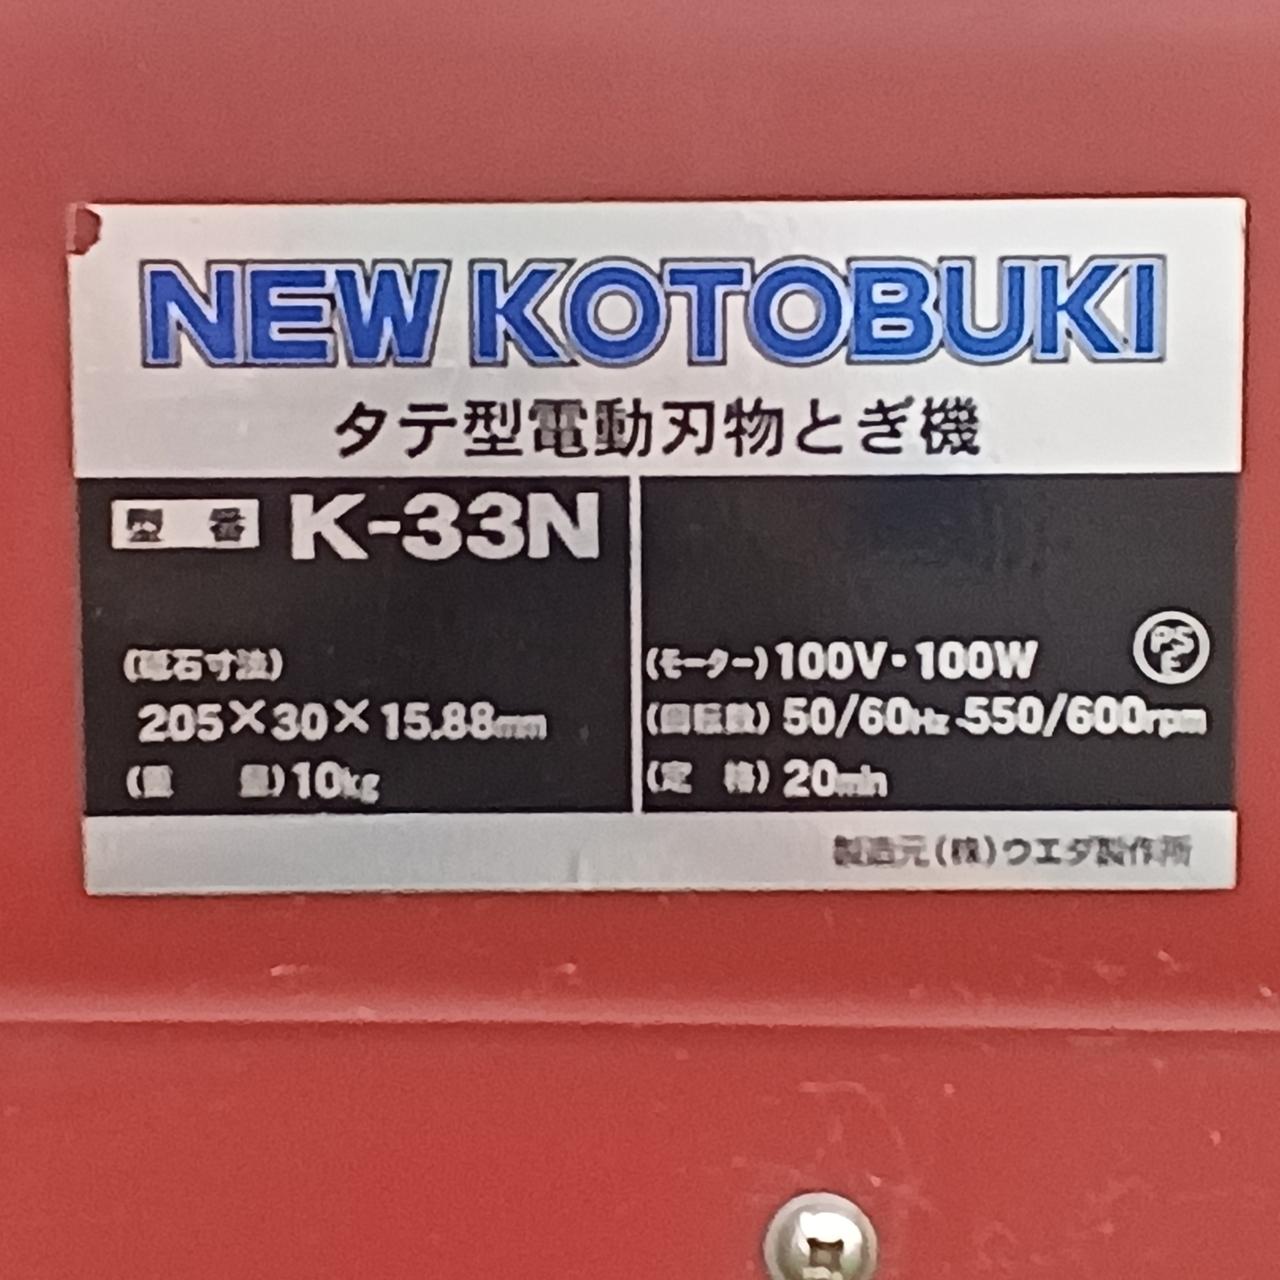 NEW KOTOBUKI
タテ型電動刃物とぎ機
型 番 K-33N
(砥石寸法)
205×30×15.88mm
(重 量)10kg
(モーター)100V・100W
PSE
(回転数)50/60Hz-550/600rpm
(定 格)20min
製造元(株)ウエダ製作所